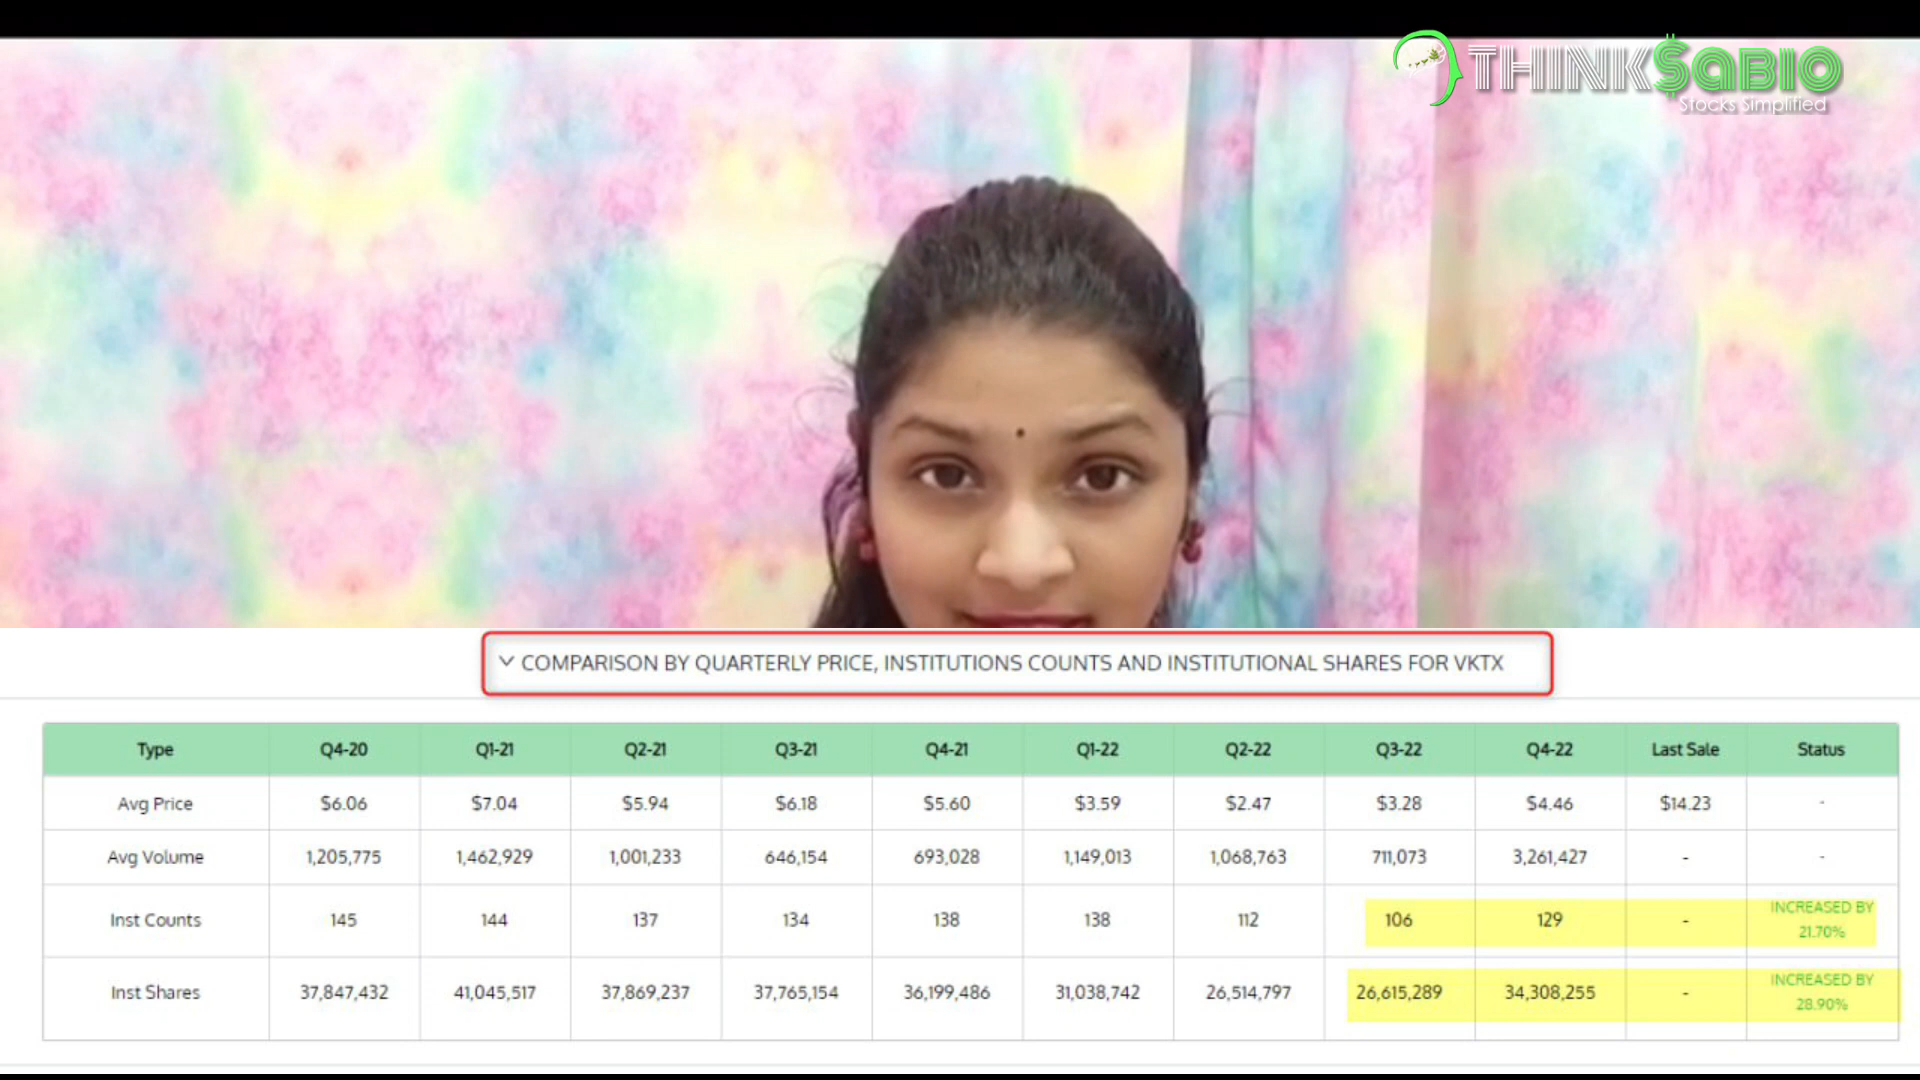 THINK$ABIO
Stocks Simplified
COMPARISON BY QUARTERLY PRICE, INSTITUTIONS COUNTS AND INSTITUTIONAL SHARES FOR VKTX
Type Q4-20 Q1-21 Q2-21 Q3-21 Q4-21 Q1-22 Q2-22 Q3-22 Q4-22 Last Sale Status
Avg Price $6.06 $7.04 $5.94 $6.18 $5.60 $3.59 $2.47 $3.28 $4.46 $14.23 -
Avg Volume 1,205,775 1,462,929 1,001,233 646,154 693,028 1,149,013 1,068,763 711,073 3,261,427 - -
Inst Counts 145 144 137 134 138 138 112 106 129 - INCREASED BY
21.70%
Inst Shares 37,847,432 41,045,517 37,869,237 37,765,154 36,199,486 31,038,742 26,514,797 26,615,289 34,308,255 - INCREASED BY
28.90%